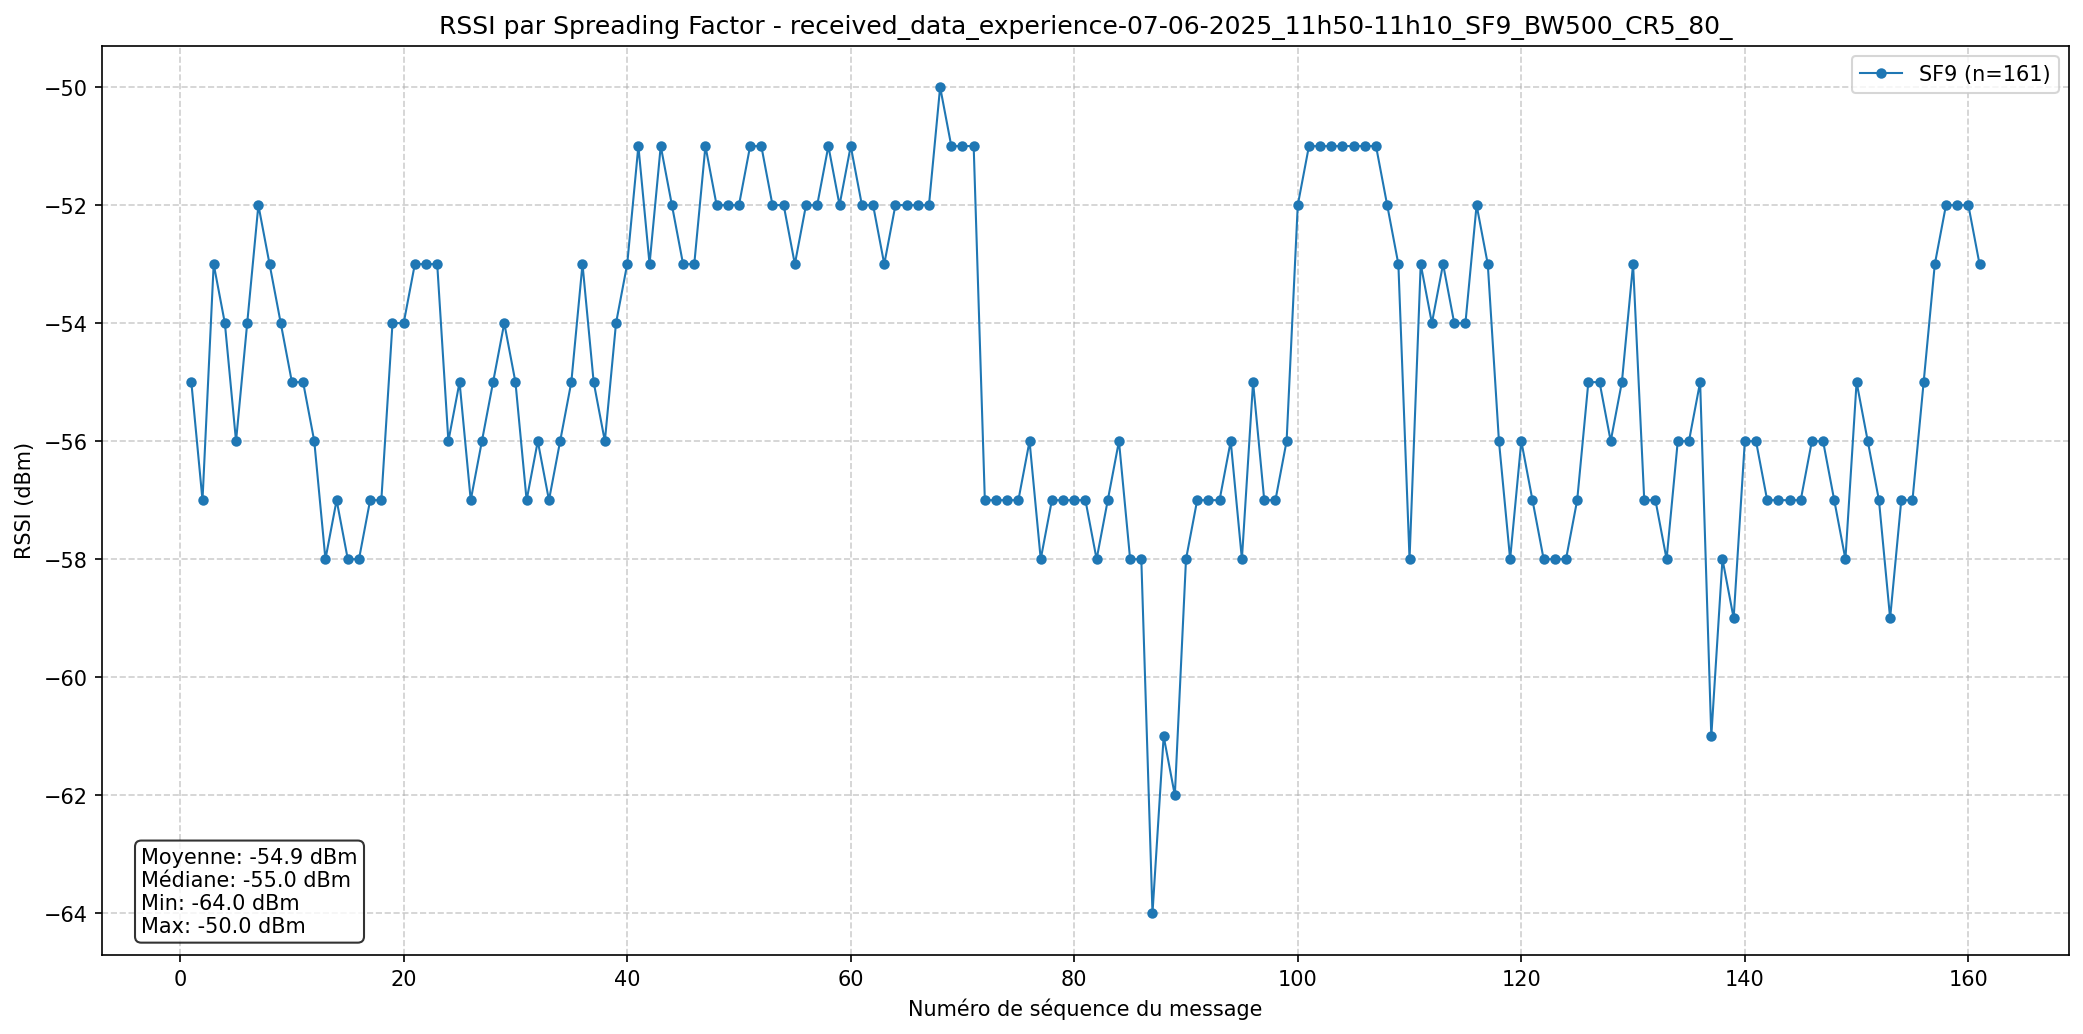 RSSI par Spreading Factor - received_data_experience-07-06-2025_11h50-11h10_SF9_BW500_CR5_80_
SF9 (n=161)
RSSI (dBm)
−50
−52
−54
−56
−58
−60
−62
−64
Moyenne: -54.9 dBm
Médiane: -55.0 dBm
Min: -64.0 dBm
Max: -50.0 dBm
0 20 40 60 80 100 120 140 160
Numéro de séquence du message